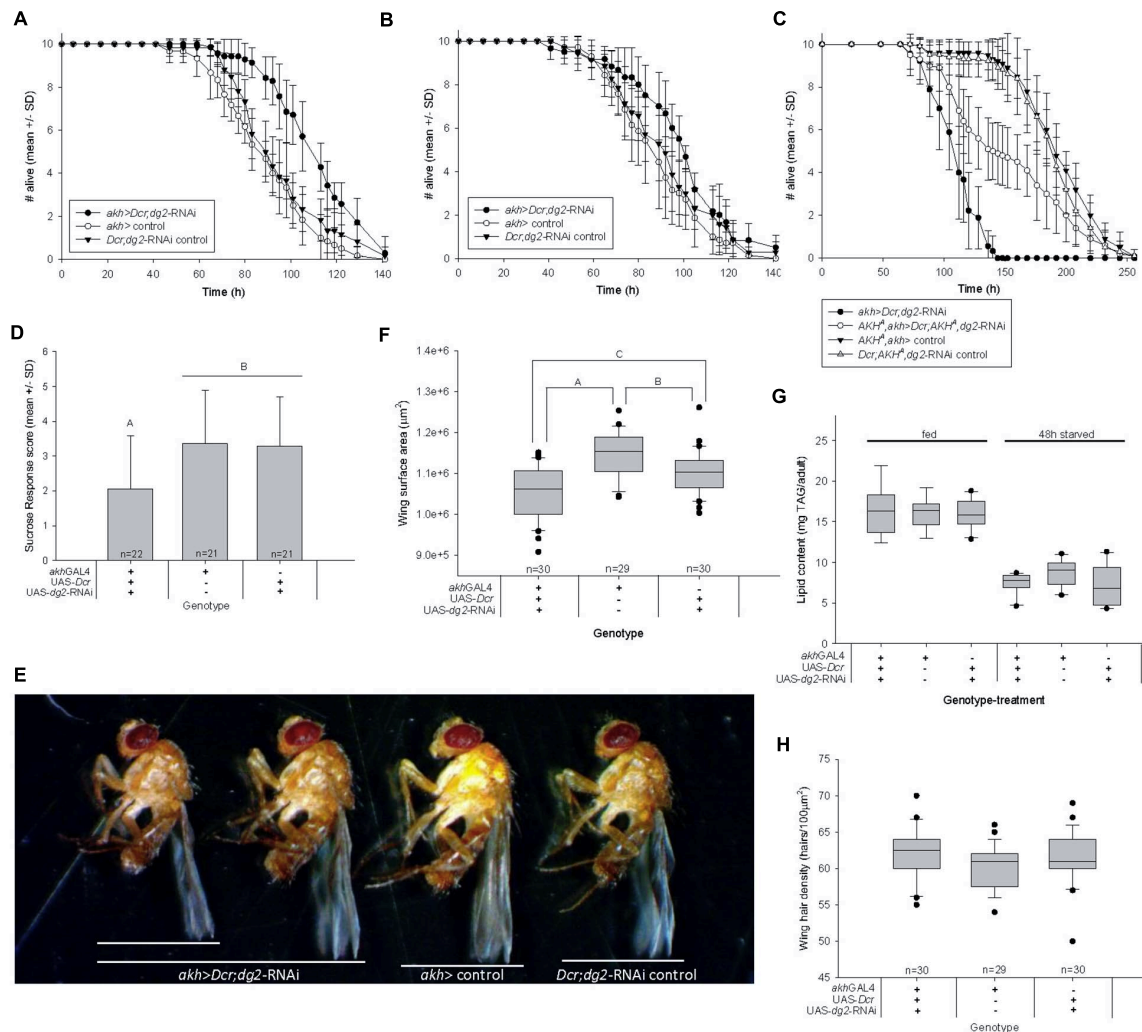 A
# alive (mean +/- SD)
10
8
6
4
2
0
akh>Dcr;dg2-RNAi
akh> control
Dcr;dg2-RNAi control
0 20 40 60 80 100 120 140
Time (h)
B
# alive (mean +/- SD)
10
8
6
4
2
0
akh>Dcr;dg2-RNAi
akh> control
Dcr;dg2-RNAi control
0 20 40 60 80 100 120 140
Time (h)
C
# alive (mean +/- SD)
10
8
6
4
2
0
0 50 100 150 200 250
Time (h)
akh>Dcr;dg2-RNAi
AKHᴬ,akh>Dcr;AKHᴬ,dg2-RNAi
AKHᴬ,akh> control
Dcr;AKHᴬ,dg2-RNAi control
D
Sucrose Response score (mean +/- SD)
6
5
4
3
2
1
0
A
B
n=22 n=21 n=21
akhGAL4 + + -
UAS-Dcr + - +
UAS-dg2-RNAi + - +
Genotype
F
Wing surface area (µm²)
1.4e+6
1.3e+6
1.2e+6
1.1e+6
1.0e+6
9.0e+5
C
A
B
n=30 n=29 n=30
akhGAL4 + + -
UAS-Dcr + - +
UAS-dg2-RNAi + - +
Genotype
G
Lipid content (mg TAG/adult)
25
20
15
10
5
0
fed
48h starved
akhGAL4 + + - + + -
UAS-Dcr + - + + - +
UAS-dg2-RNAi + - + + - +
Genotype-treatment
E
akh>Dcr;dg2-RNAi
akh> control
Dcr;dg2-RNAi control
H
Wing hair density (hairs/100µm²)
75
70
65
60
55
50
45
n=30 n=29 n=30
akhGAL4 + + -
UAS-Dcr + - +
UAS-dg2-RNAi + - +
Genotype